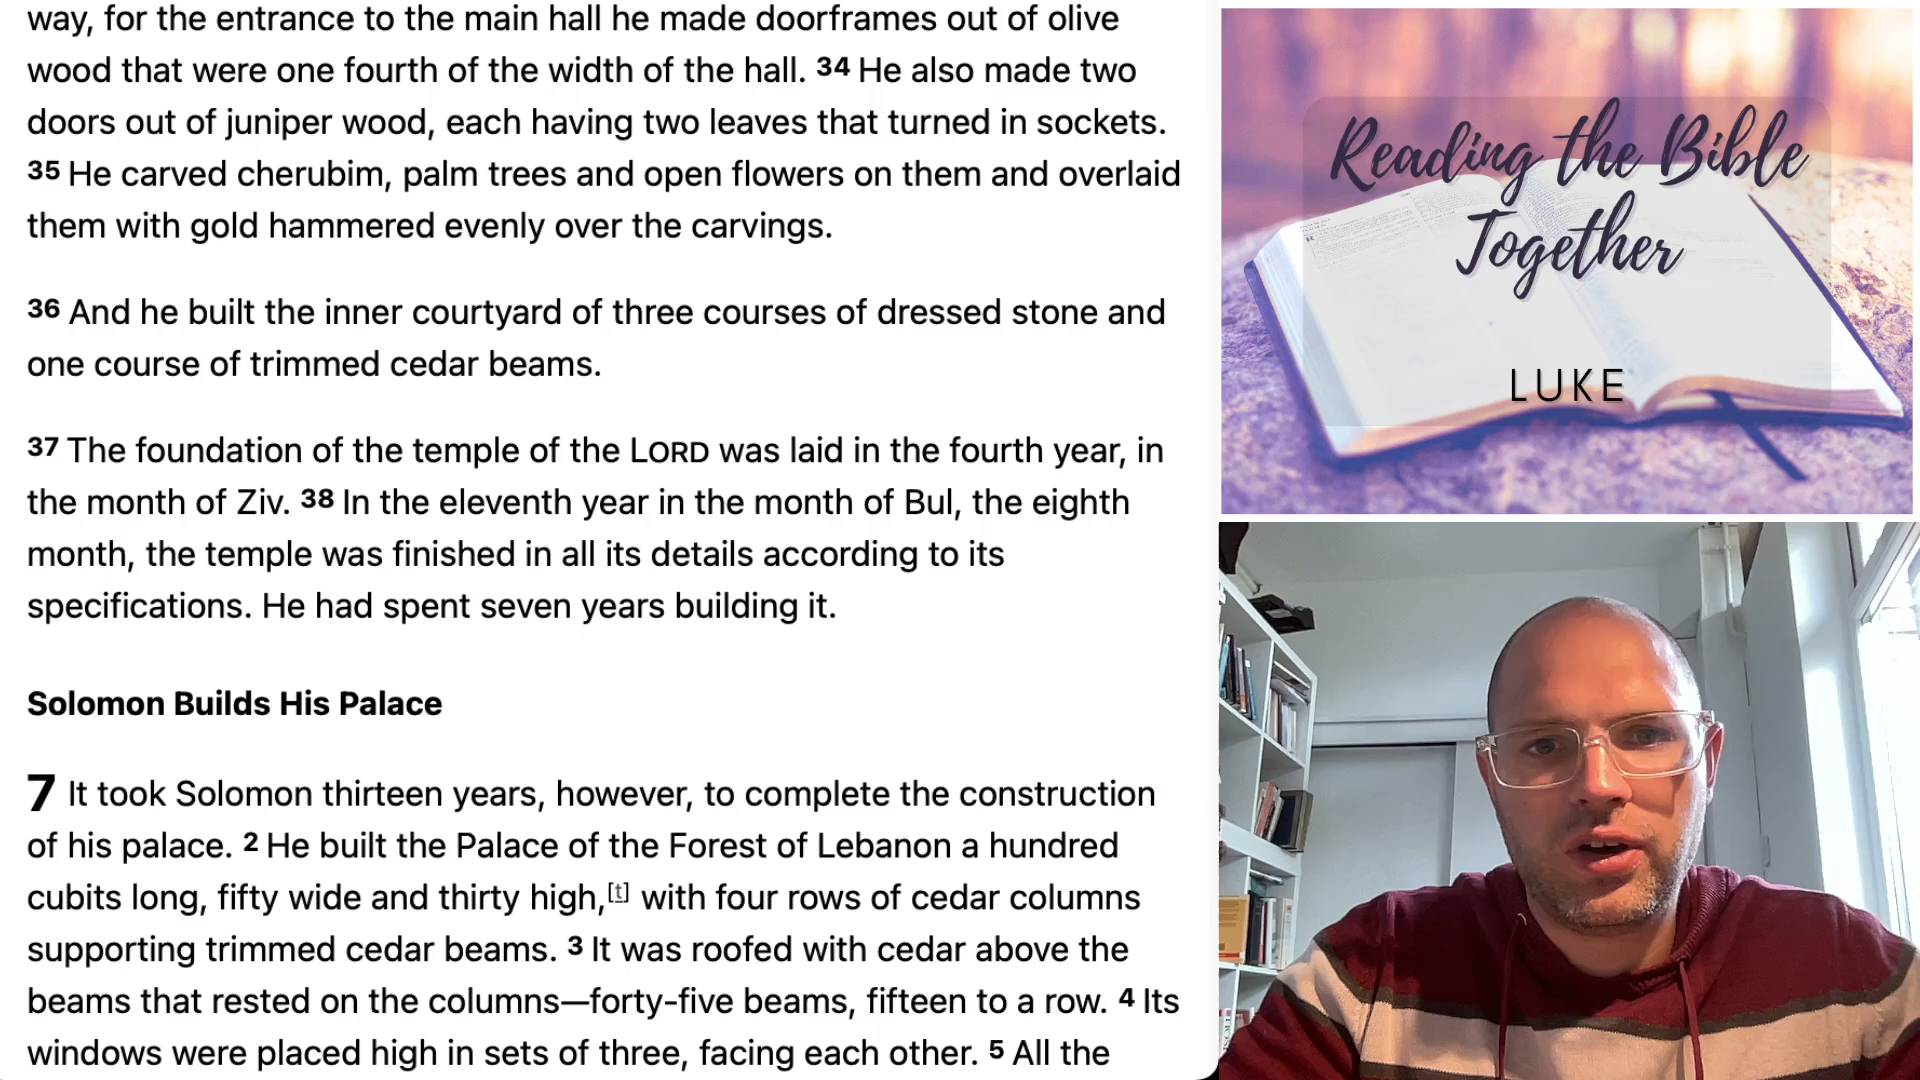 way, for the entrance to the main hall he made doorframes out of olive
wood that were one fourth of the width of the hall. 34 He also made two
doors out of juniper wood, each having two leaves that turned in sockets.
35 He carved cherubim, palm trees and open flowers on them and overlaid
them with gold hammered evenly over the carvings.
36 And he built the inner courtyard of three courses of dressed stone and
one course of trimmed cedar beams.
37 The foundation of the temple of the LORD was laid in the fourth year, in
the month of Ziv. 38 In the eleventh year in the month of Bul, the eighth
month, the temple was finished in all its details according to its
specifications. He had spent seven years building it.
Solomon Builds His Palace
7 It took Solomon thirteen years, however, to complete the construction
of his palace. 2 He built the Palace of the Forest of Lebanon a hundred
cubits long, fifty wide and thirty high,[t] with four rows of cedar columns
supporting trimmed cedar beams. 3 It was roofed with cedar above the
beams that rested on the columns—forty-five beams, fifteen to a row. 4 Its
windows were placed high in sets of three, facing each other. 5 All the
Reading the Bible
Together
LUKE